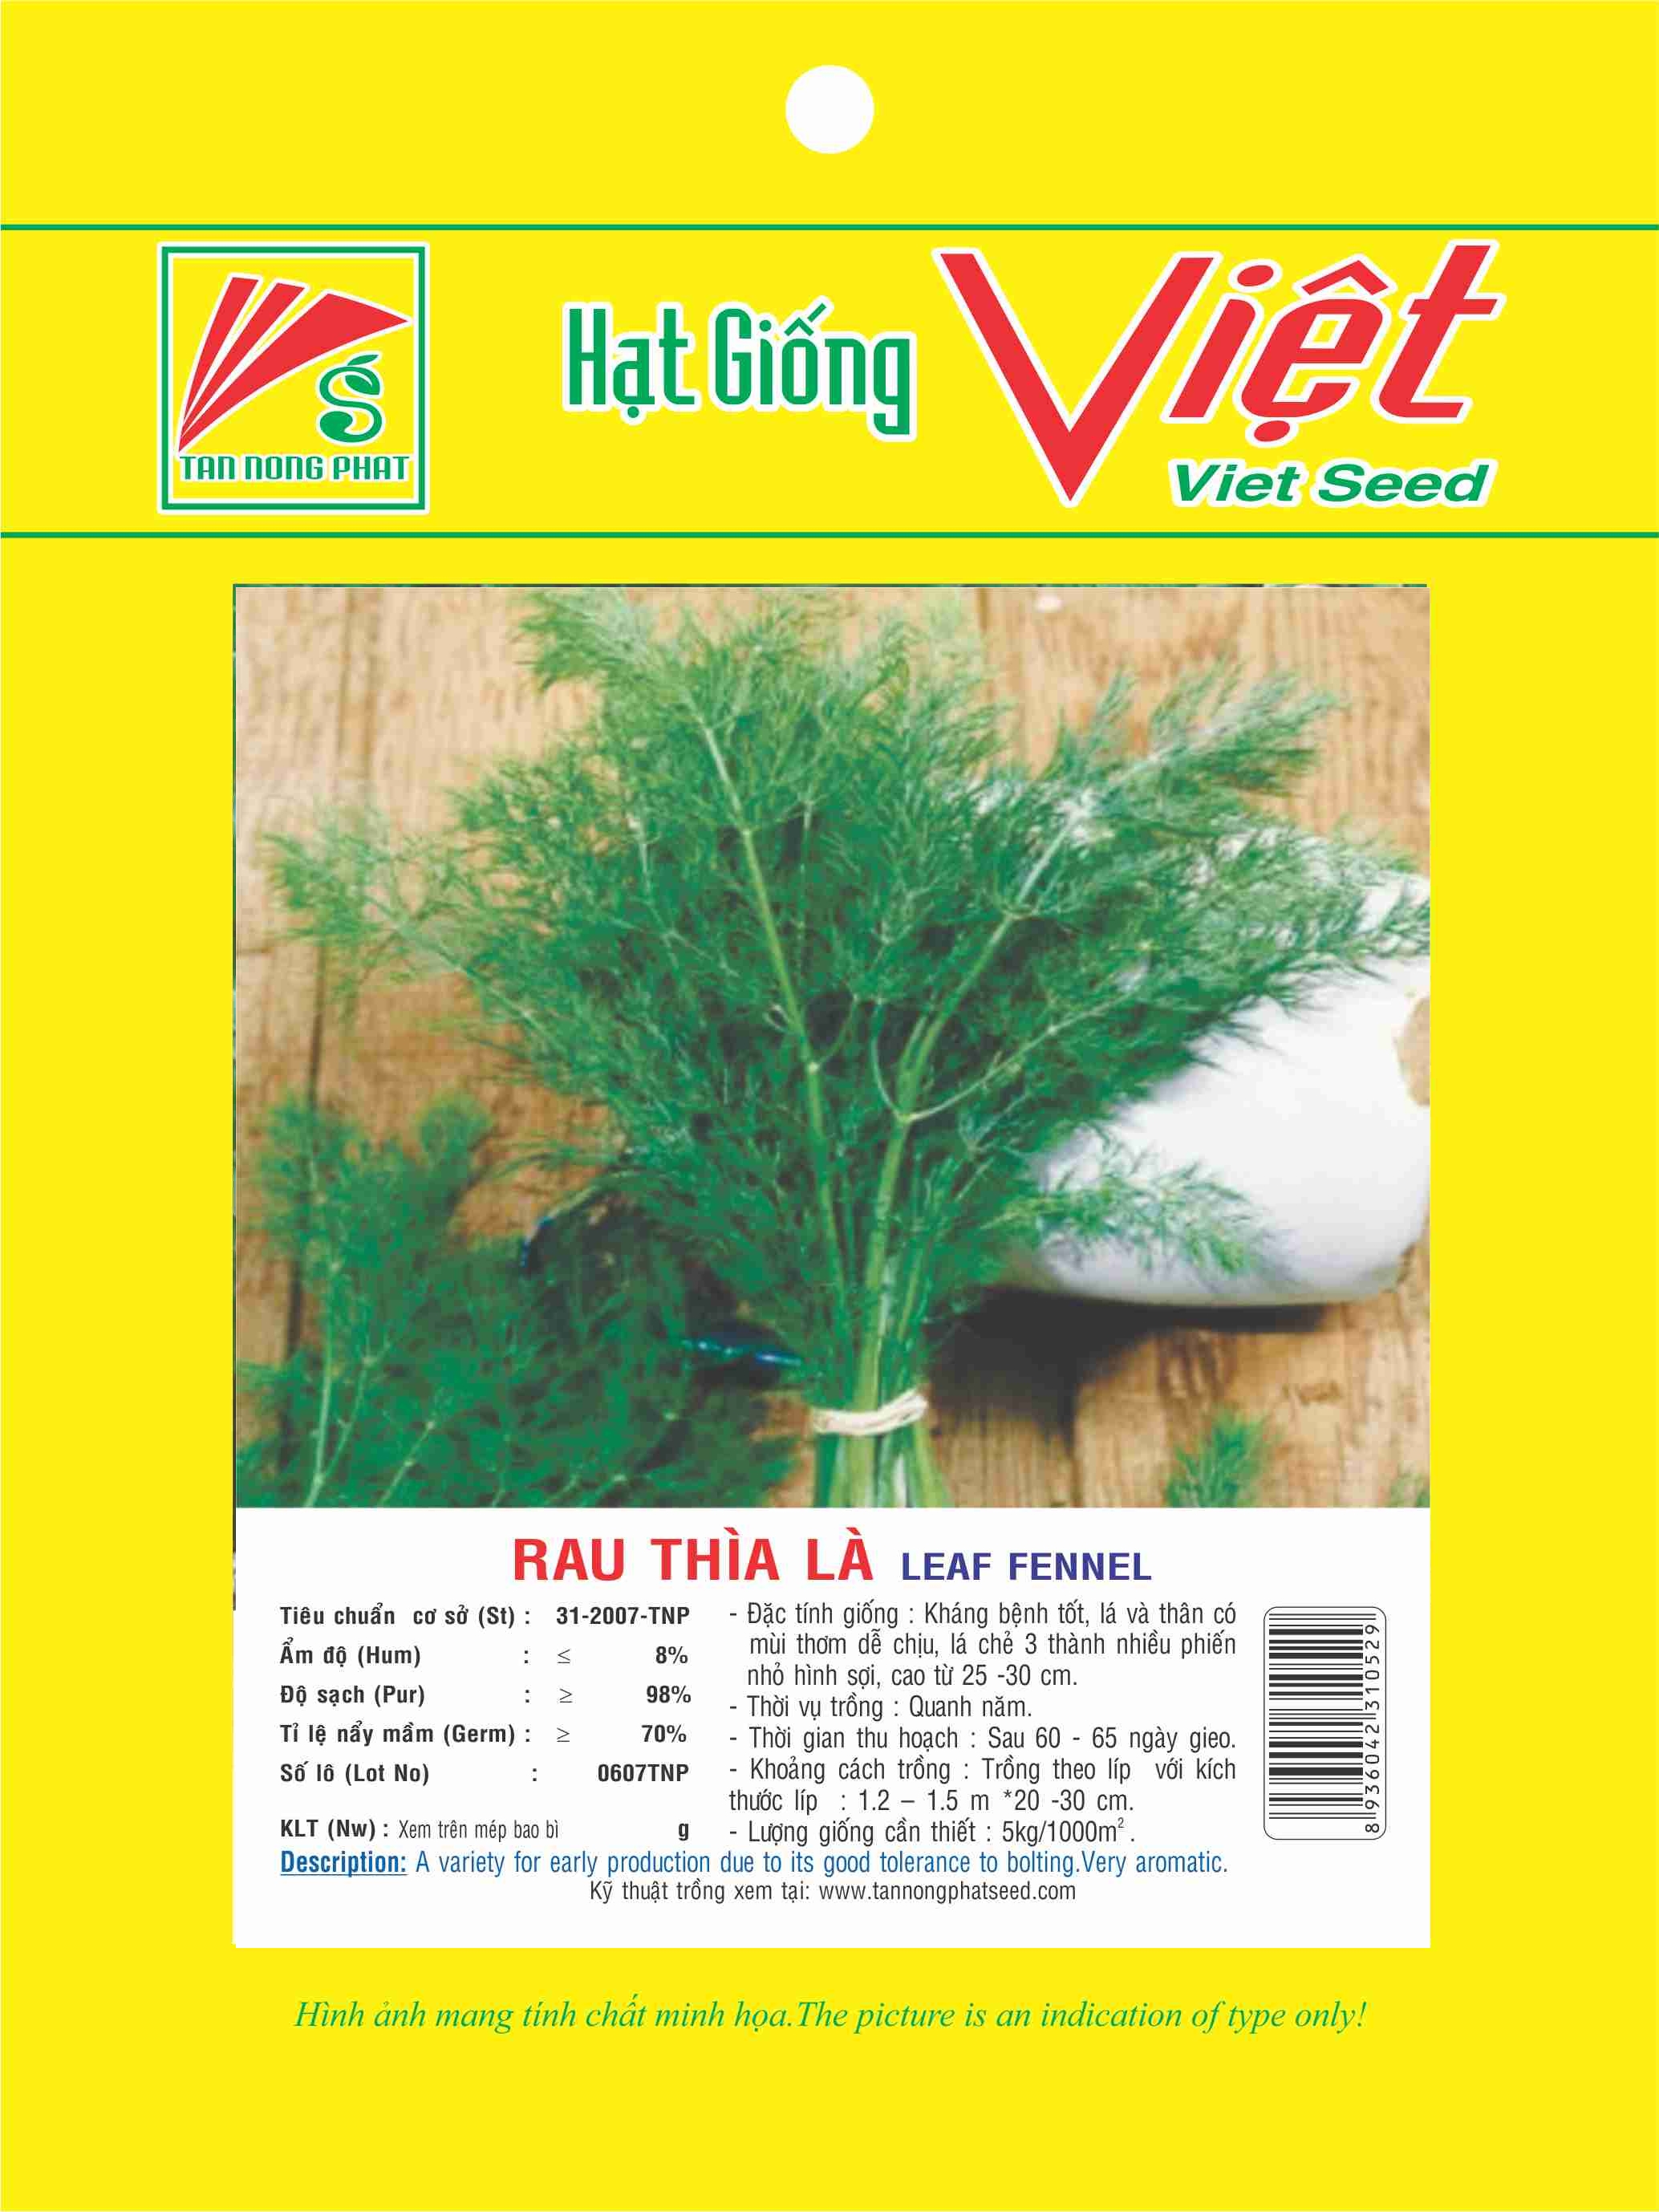 TAN NONG PHAT
Hạt Giống Việt
Viet Seed
RAU THÌA LÀ LEAF FENNEL
Tiêu chuẩn cơ sở (St) : 31-2007-TNP
Ẩm độ (Hum) : ≤ 8%
Độ sạch (Pur) : ≥ 98%
Tỉ lệ nẩy mầm (Germ) : ≥ 70%
Số lô (Lot No) : 0607TNP
KLT (Nw) : Xem trên mép bao bì g
- Đặc tính giống : Kháng bệnh tốt, lá và thân có
mùi thơm dễ chịu, lá chẻ 3 thành nhiều phiến
nhỏ hình sợi, cao từ 25 -30 cm.
- Thời vụ trồng : Quanh năm.
- Thời gian thu hoạch : Sau 60 - 65 ngày gieo.
- Khoảng cách trồng : Trồng theo líp với kích
thước líp : 1.2 – 1.5 m *20 -30 cm.
- Lượng giống cần thiết : 5kg/1000m².
8936042310529
Description: A variety for early production due to its good tolerance to bolting.Very aromatic.
Kỹ thuật trồng xem tại: www.tannongphatseed.com
Hình ảnh mang tính chất minh họa.The picture is an indication of type only!